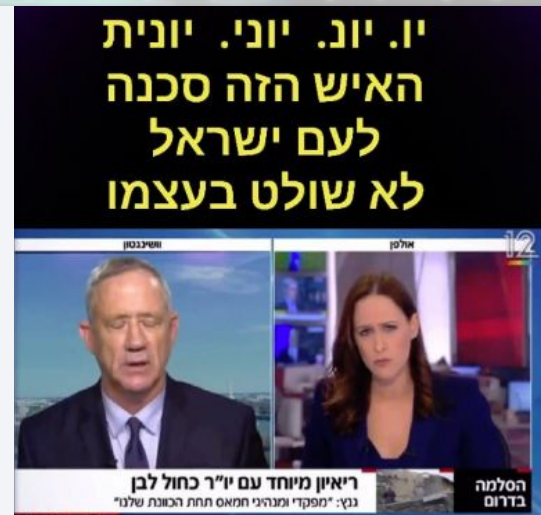 יו. יונ. יוני. יונית
האיש הזה סכנה
לעם ישראל
לא שולט בעצמו
וושינגטון
אולפן
12
ריאיון מיוחד עם יו"ר כחול לבן
גנץ: "מפקדי ומנהיגי חמאס תחת הכוונת שלנו"
הסלמה
בדרום